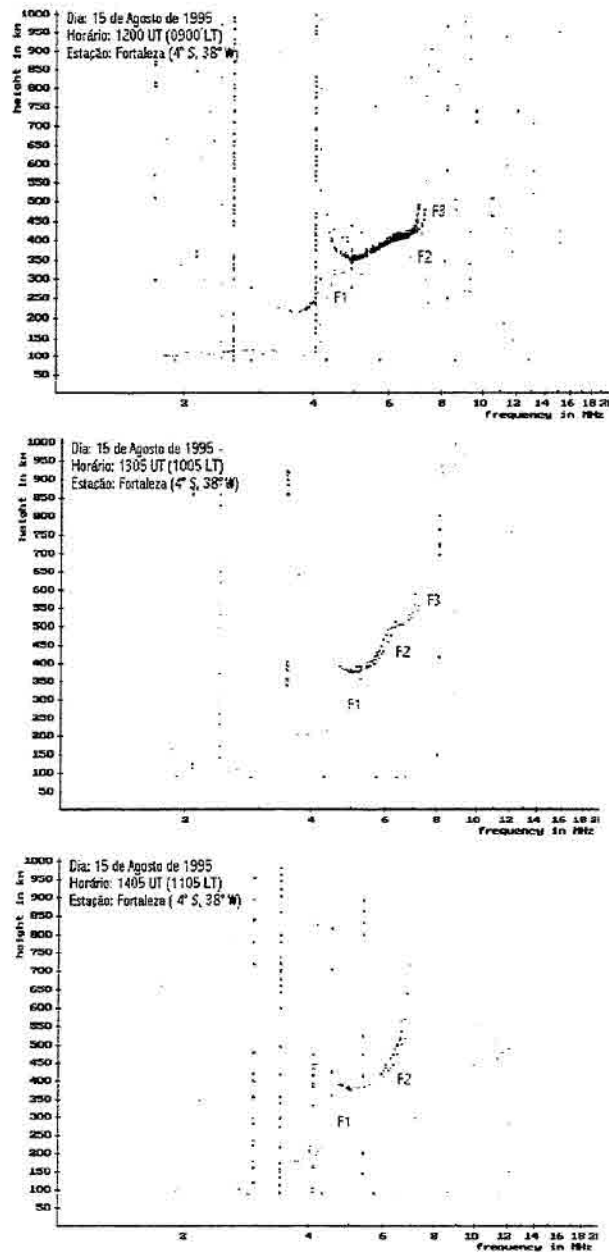 Dia: 15 de Agosto de 1995
Horário: 1200 UT (0900 LT)
Estação: Fortaleza (4° S, 38° W)
height in km
1000
950
900
850
800
750
700
650
600
550
500
450
400
350
300
250
200
150
100
50
F3
F2
F1
2 4 6 8 10 12 14 16 18 20
frequency in MHz
Dia: 15 de Agosto de 1995
Horário: 1305 UT (1005 LT)
Estação: Fortaleza (4° S, 38° W)
height in km
1000
950
900
850
800
750
700
650
600
550
500
450
400
350
300
250
200
150
100
50
F3
F2
F1
2 4 6 8 10 12 14 16 18
frequency in MHz
Dia: 15 de Agosto de 1995
Horário: 1405 UT (1105 LT)
Estação: Fortaleza ( 4° S, 38° W)
height in km
1000
950
900
850
800
750
700
650
600
550
500
450
400
350
300
250
200
150
100
50
F2
F1
2 4 6 8 10 12 14 16 18
frequency in MHz